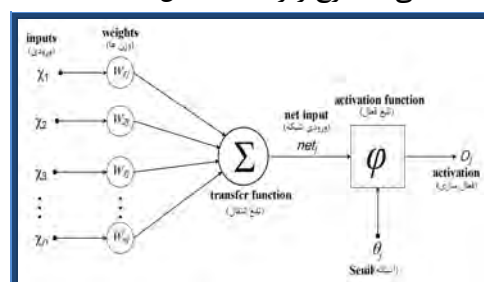 inputs
(ورودی)
weights
(وزن ها)
χ1
W1j
χ2
W2j
χ3
W3j
χn
Wnj
Σ
transfer function
(تابع انتقال)
net input
(ورودی شبکه)
netj
activation function
(تابع فعال)
φ
Oj
activation
(فعال سازی)
θj
Seuil (آستانه)